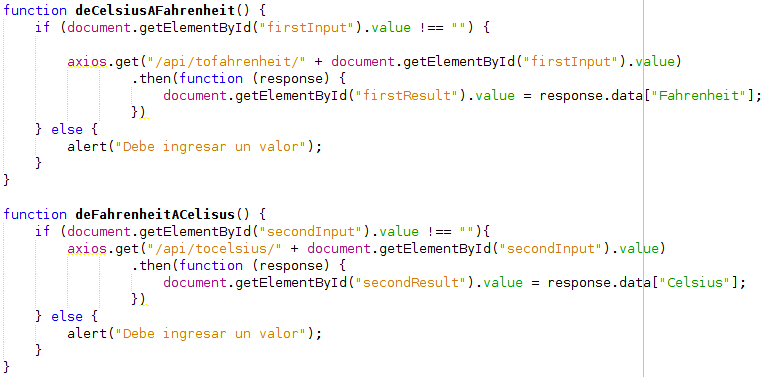 function deCelsiusAFahrenheit() {
    if (document.getElementById("firstInput").value !== "") {

        axios.get("/api/tofahrenheit/" + document.getElementById("firstInput").value)
                .then(function (response) {
                    document.getElementById("firstResult").value = response.data["Fahrenheit"];
                })
    } else {
        alert("Debe ingresar un valor");
    }
}

function deFahrenheitACelisus() {
    if (document.getElementById("secondInput").value !== ""){
        axios.get("/api/tocelsius/" + document.getElementById("secondInput").value)
                .then(function (response) {
                    document.getElementById("secondResult").value = response.data["Celsius"];
                })
    } else {
        alert("Debe ingresar un valor");
    }
}